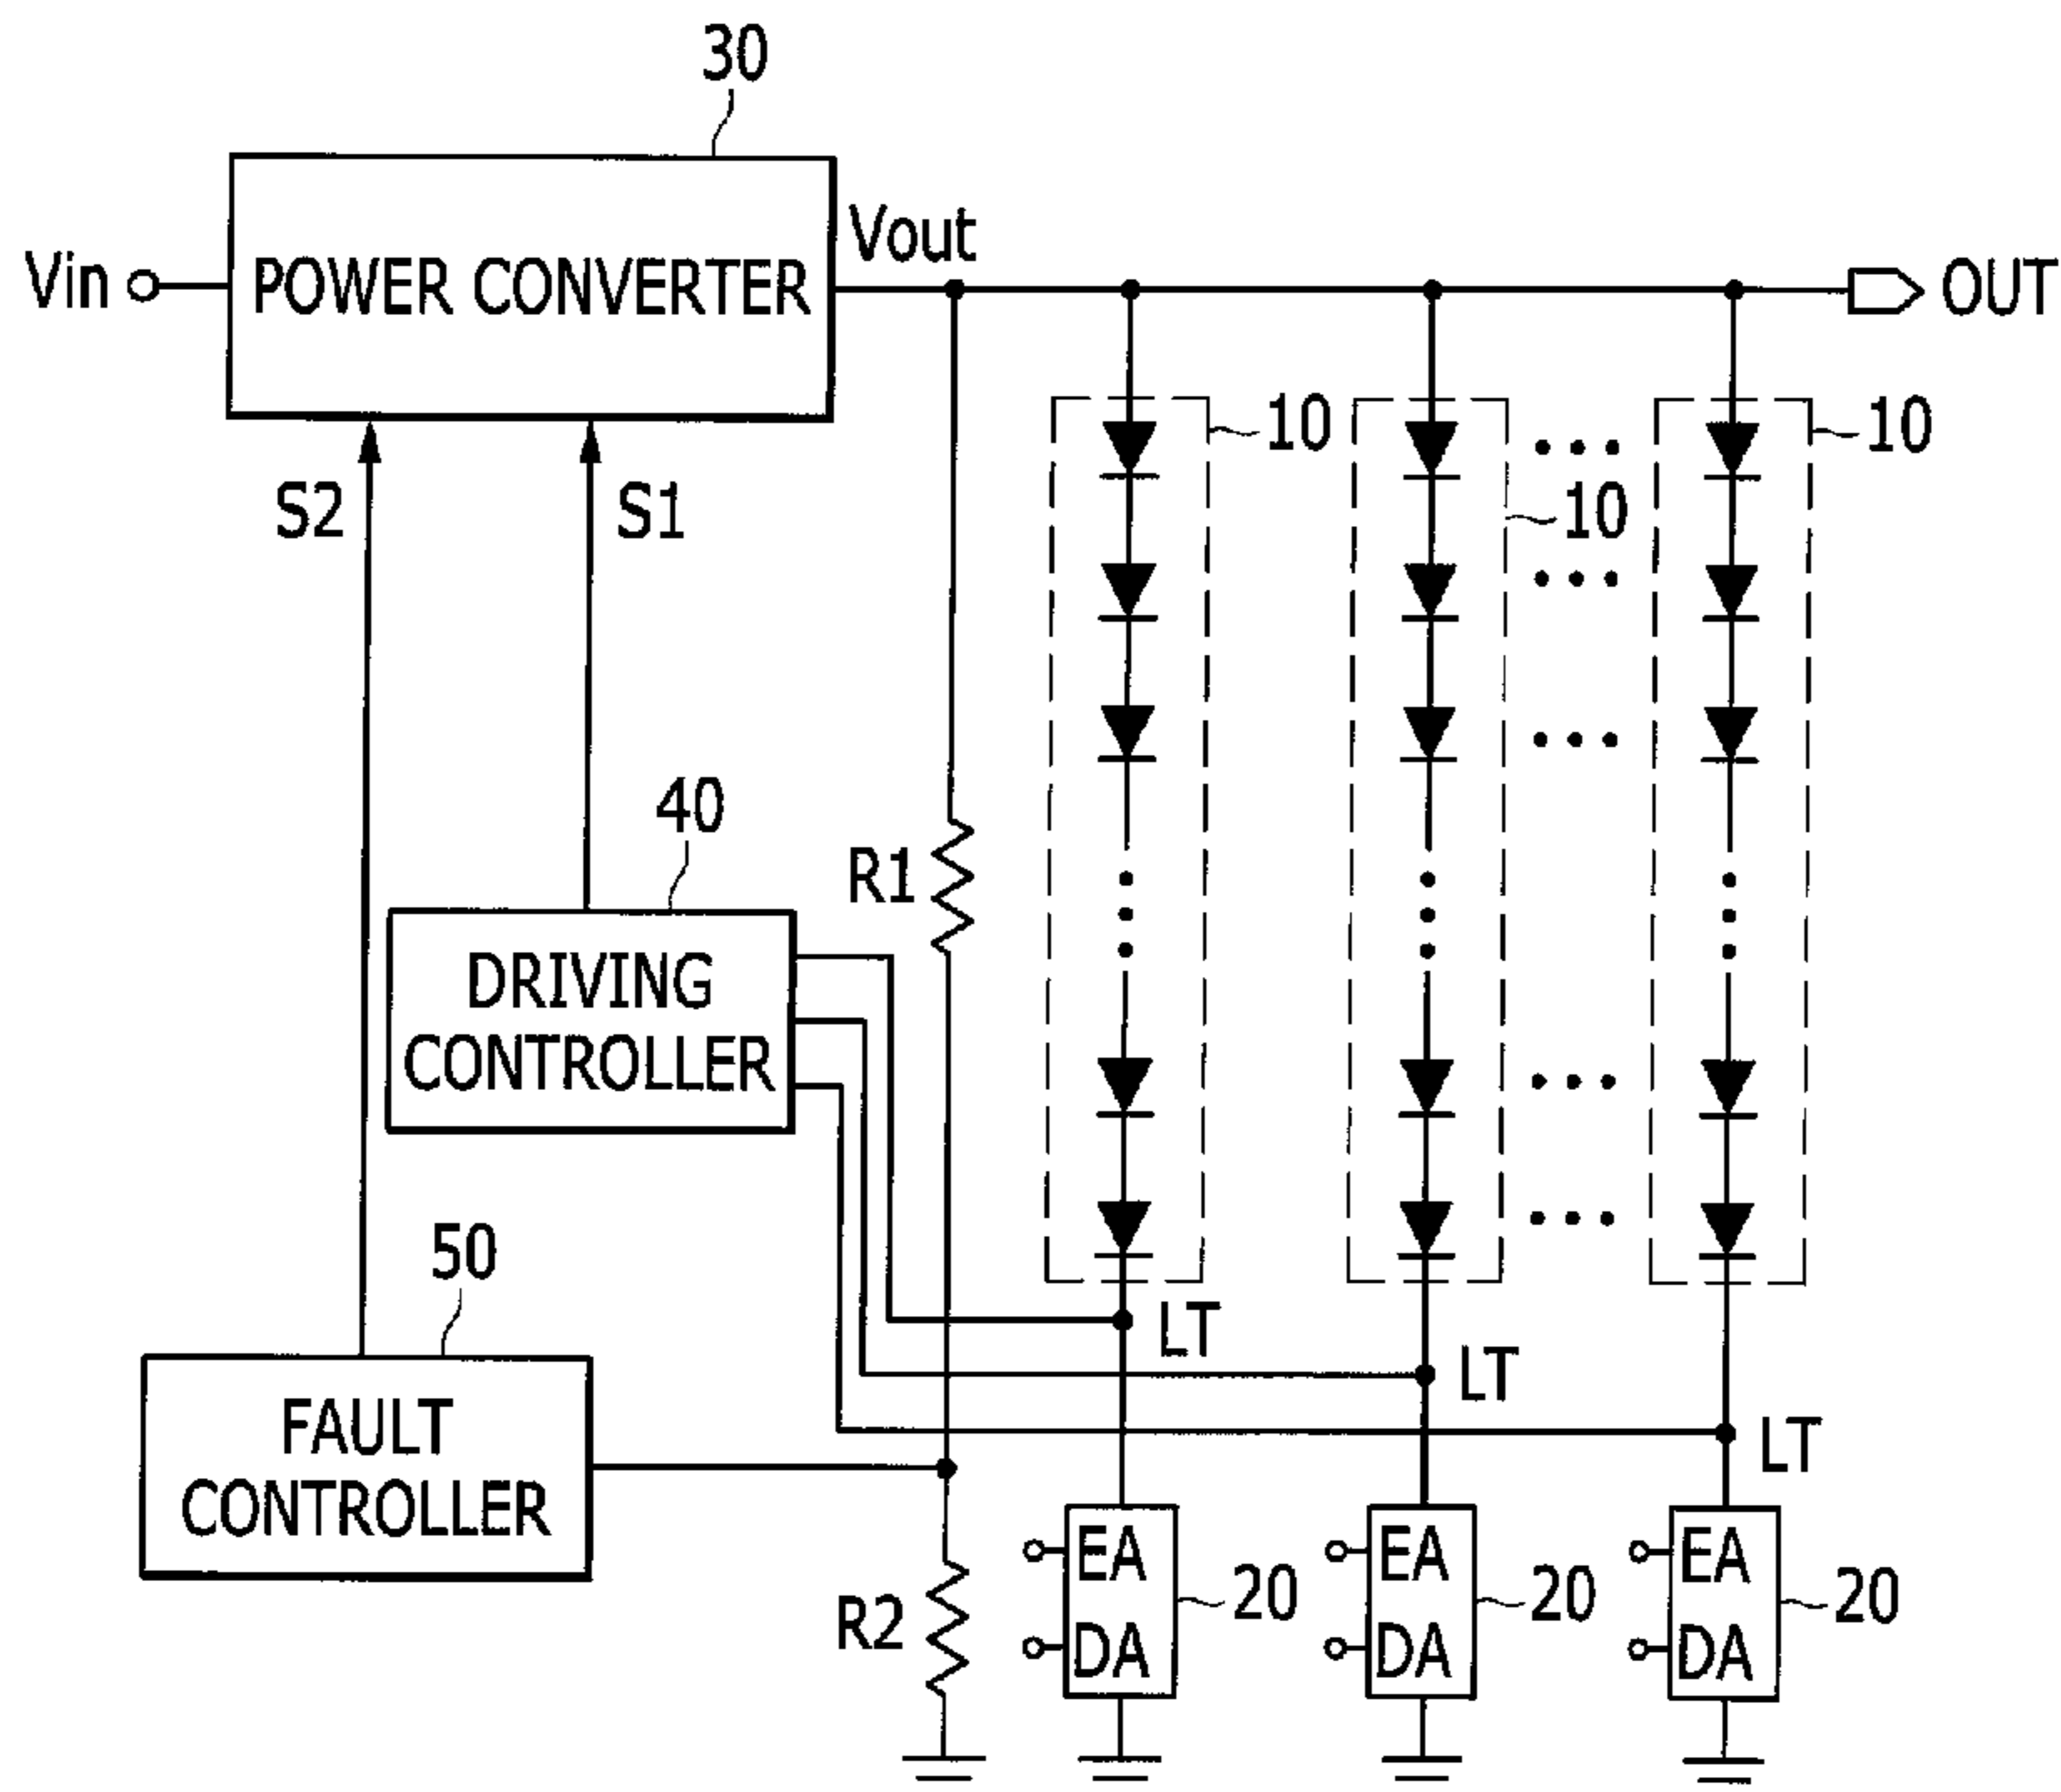 30
Vin
POWER CONVERTER
Vout
OUT
10
10
10
S2
S1
40
R1
DRIVING
CONTROLLER
50
LT
LT
LT
FAULT
CONTROLLER
R2
EA
DA
20
EA
DA
20
EA
DA
20